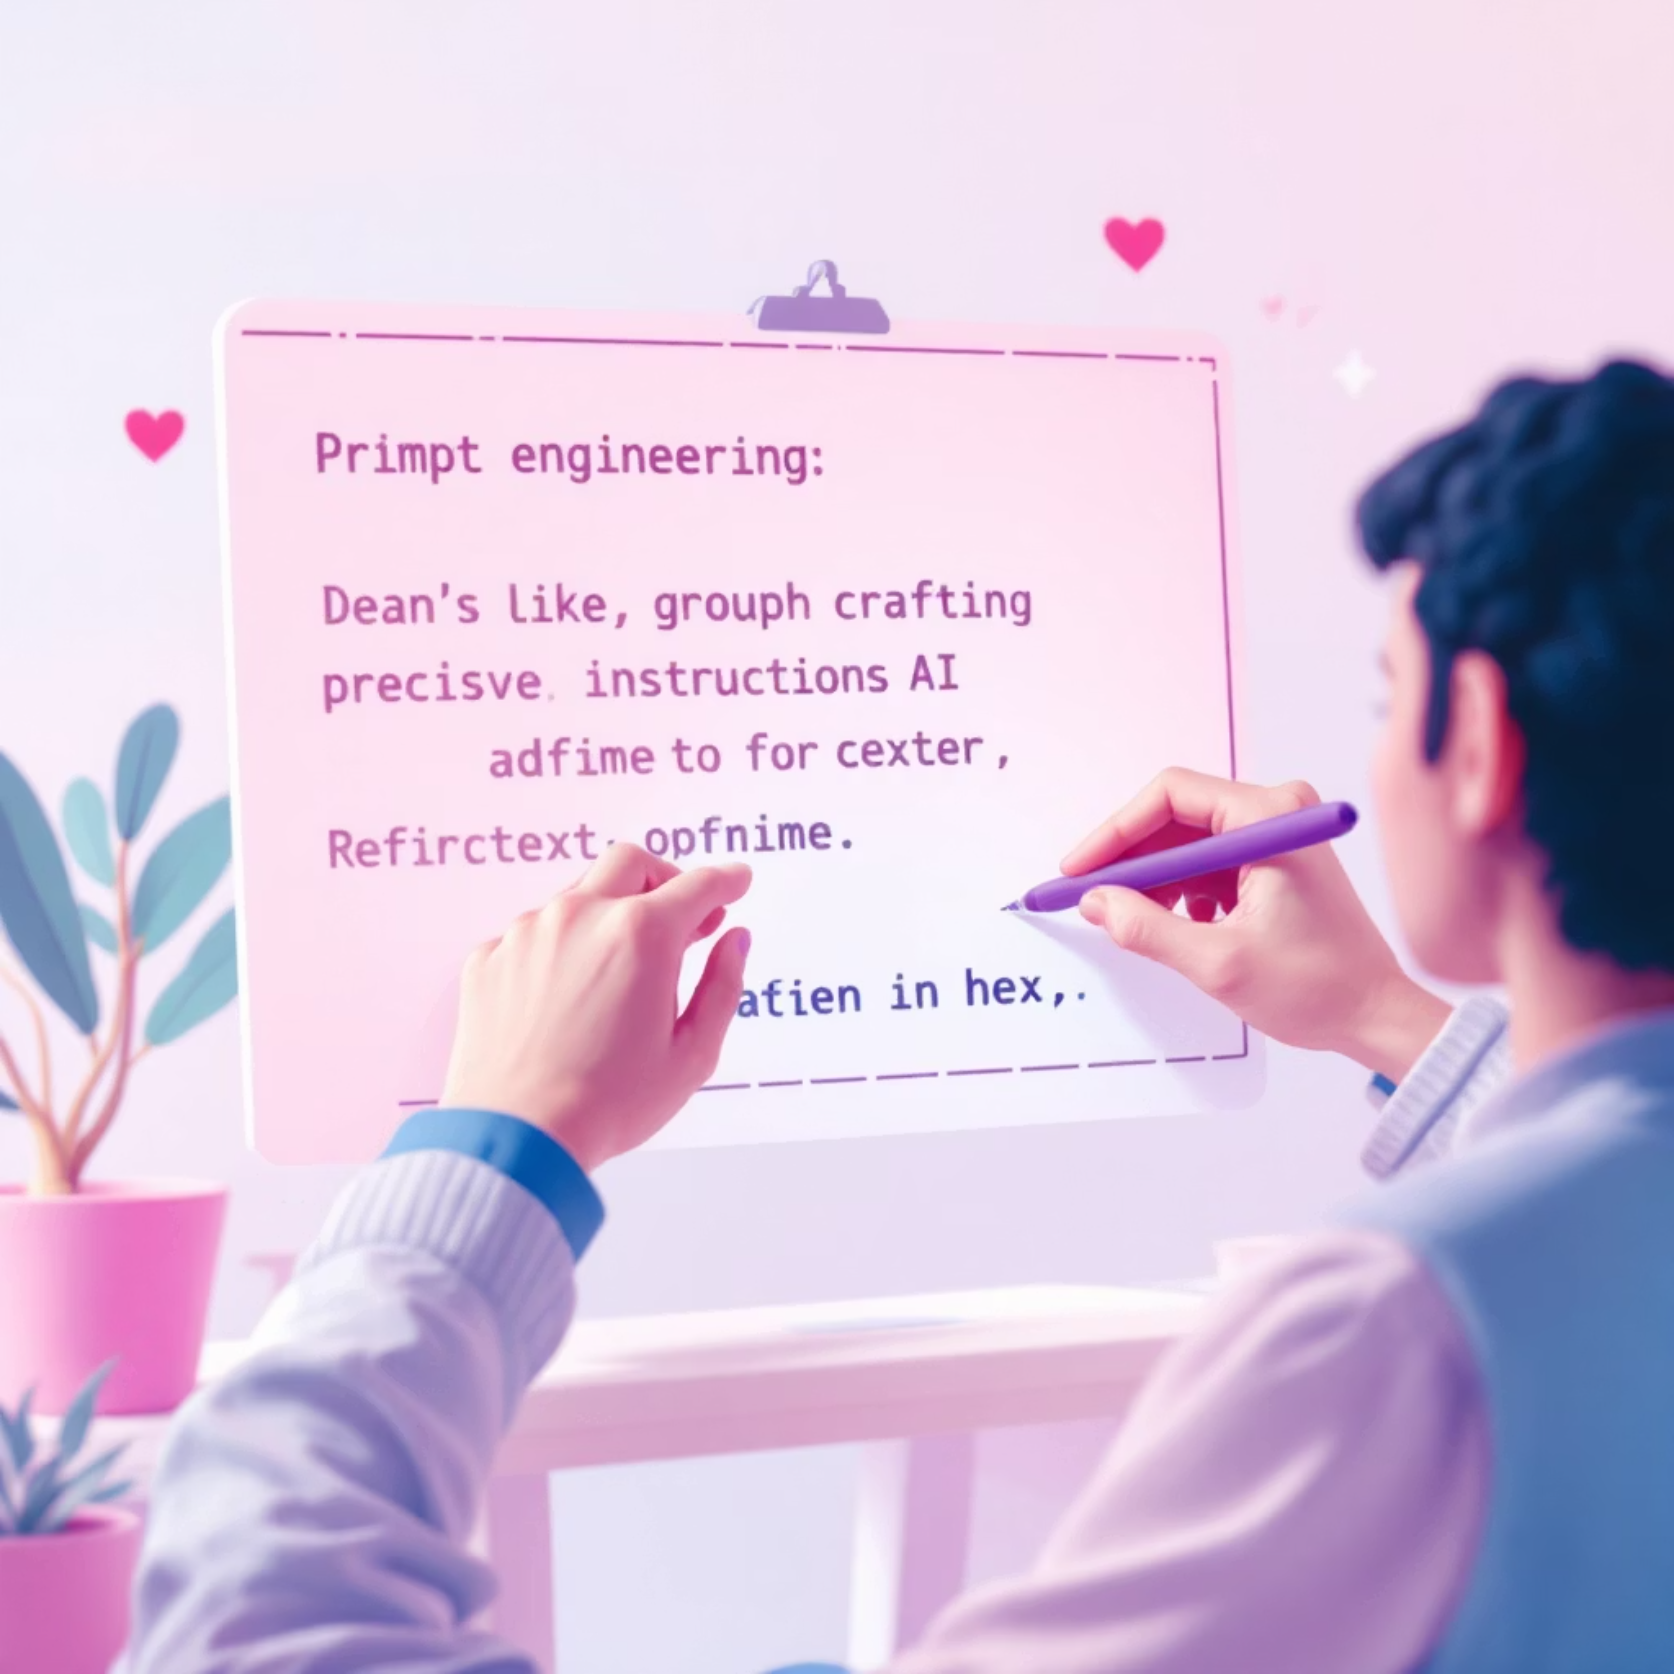 Primpt engineering:
Dean's Like, grouph crafting
precisve. instructions AI
adfime to for cexter,
Refirctext, opfnime.
atien in hex,.